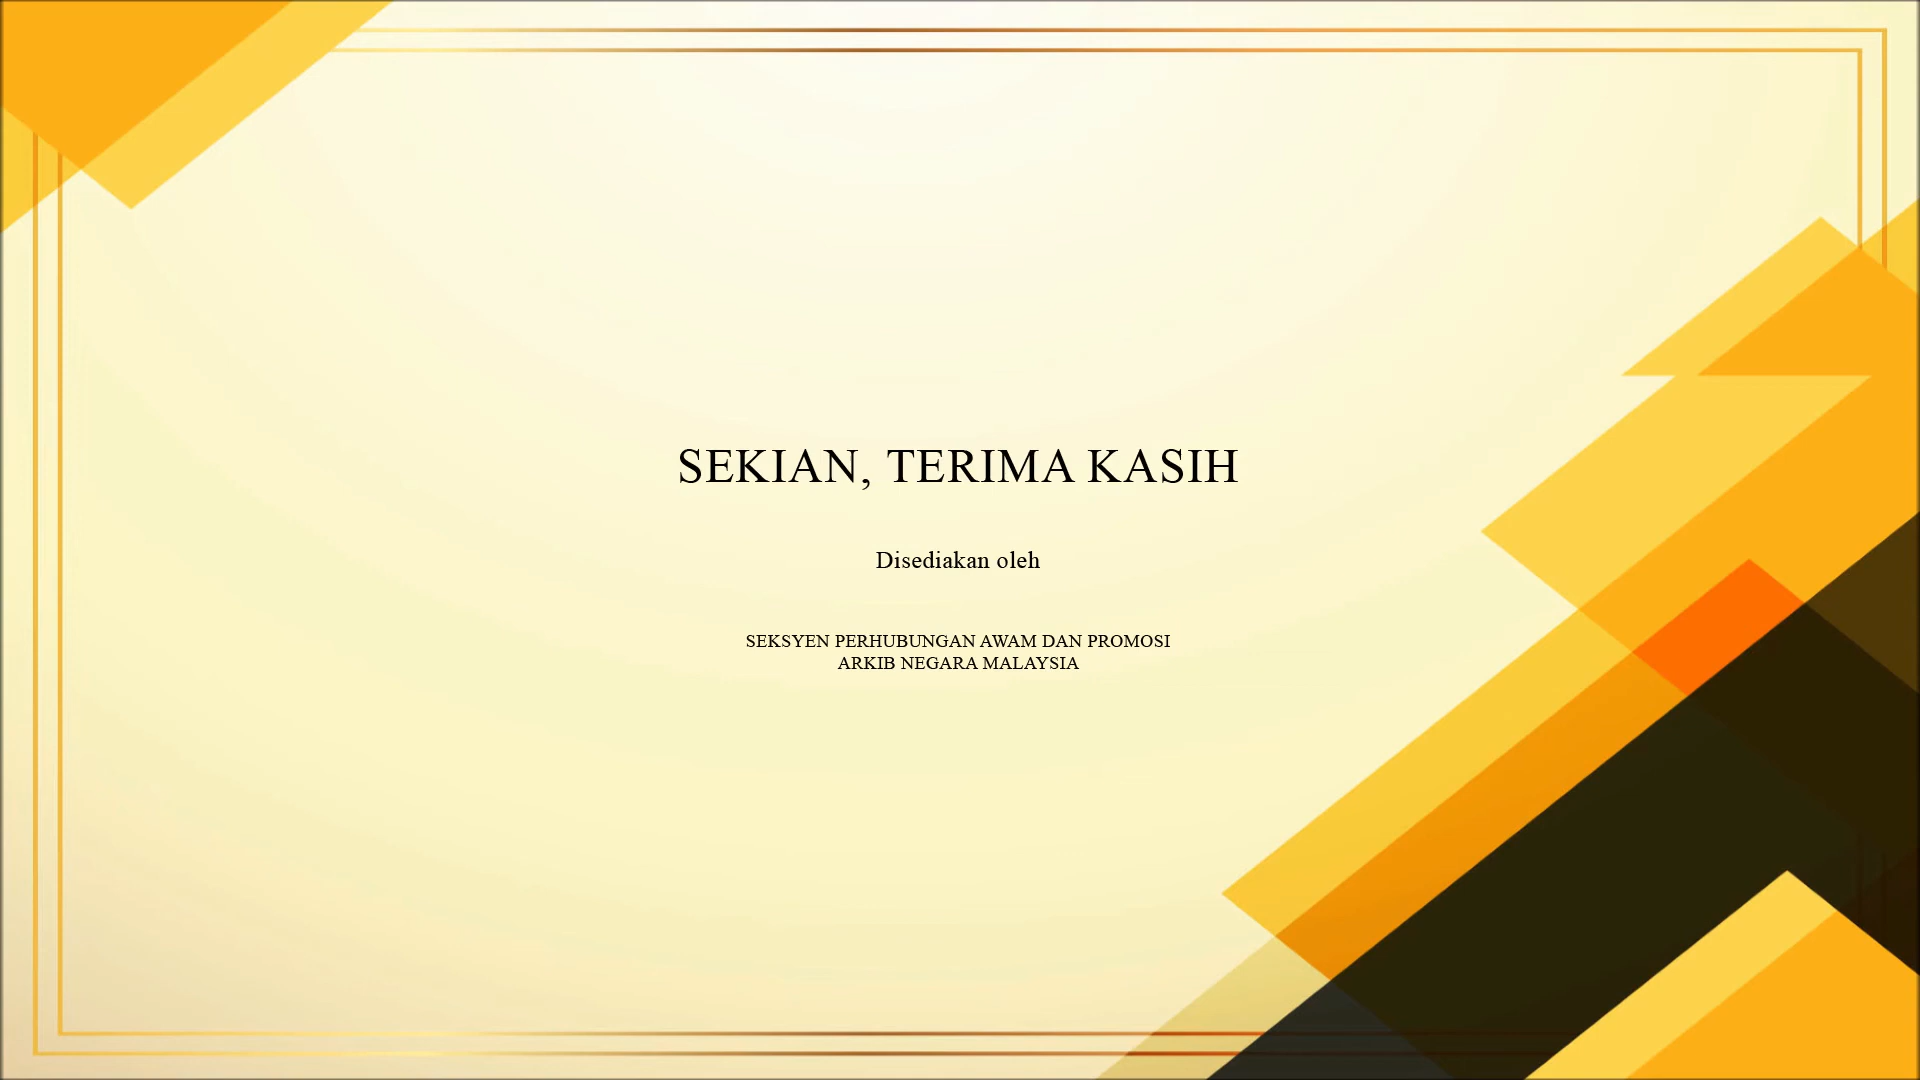 SEKIAN, TERIMA KASIH
Disediakan oleh
SEKSYEN PERHUBUNGAN AWAM DAN PROMOSI
ARKIB NEGARA MALAYSIA